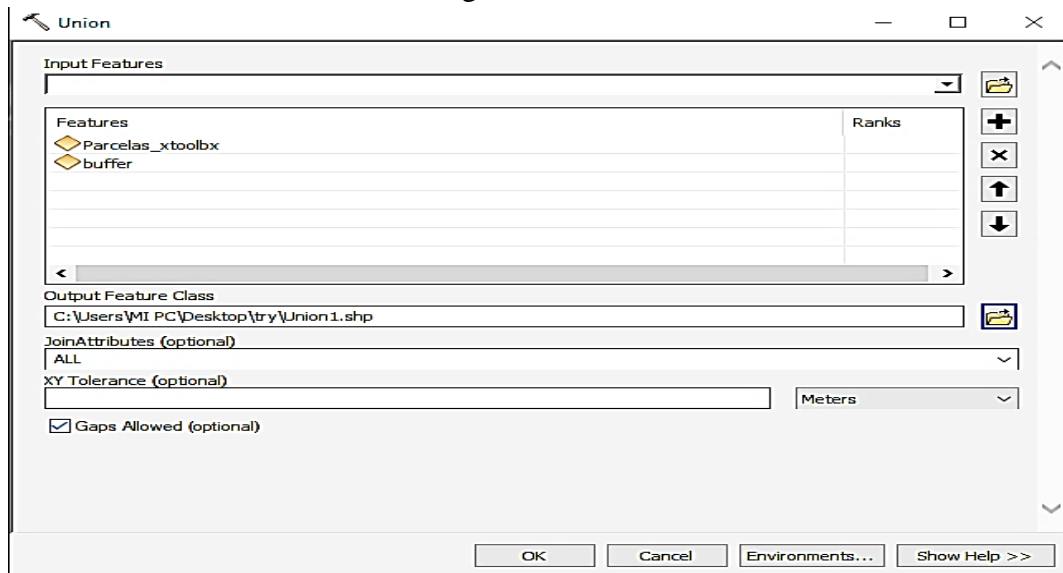 Union
Input Features
Features Ranks
Parcelas_xtoolbx
buffer
Output Feature Class
C:\Users\MI PC\Desktop\try\Union1.shp
JoinAttributes (optional)
ALL
XY Tolerance (optional)
Meters
Gaps Allowed (optional)
OK Cancel Environments... Show Help >>